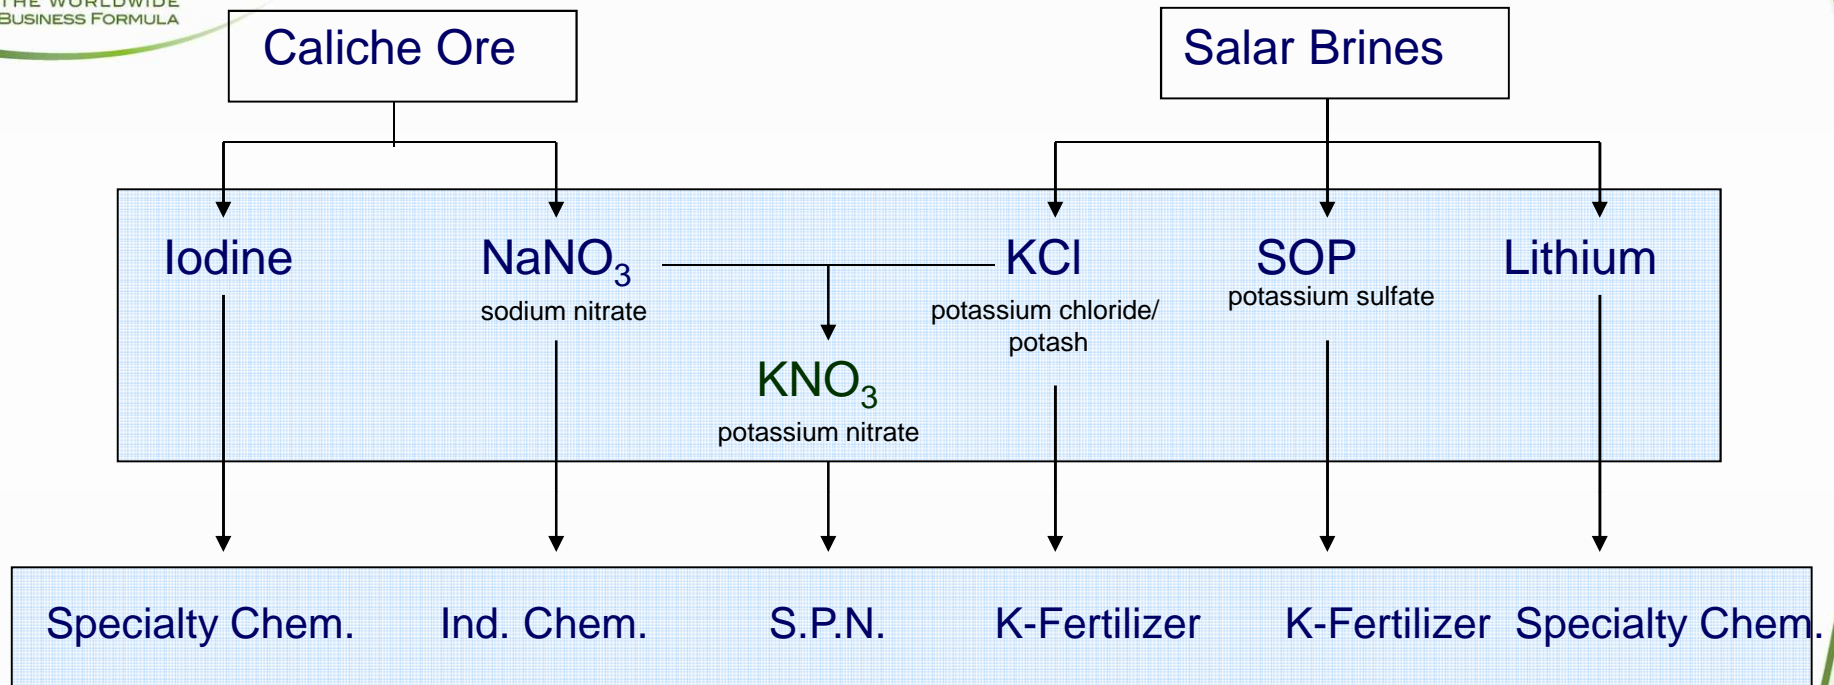 THE WORLDWIDE
BUSINESS FORMULA
Caliche Ore
Salar Brines
Iodine
NaNO₃
sodium nitrate
KCl
potassium chloride/
potash
SOP
potassium sulfate
Lithium
KNO₃
potassium nitrate
Specialty Chem.
Ind. Chem.
S.P.N.
K-Fertilizer
K-Fertilizer
Specialty Chem.